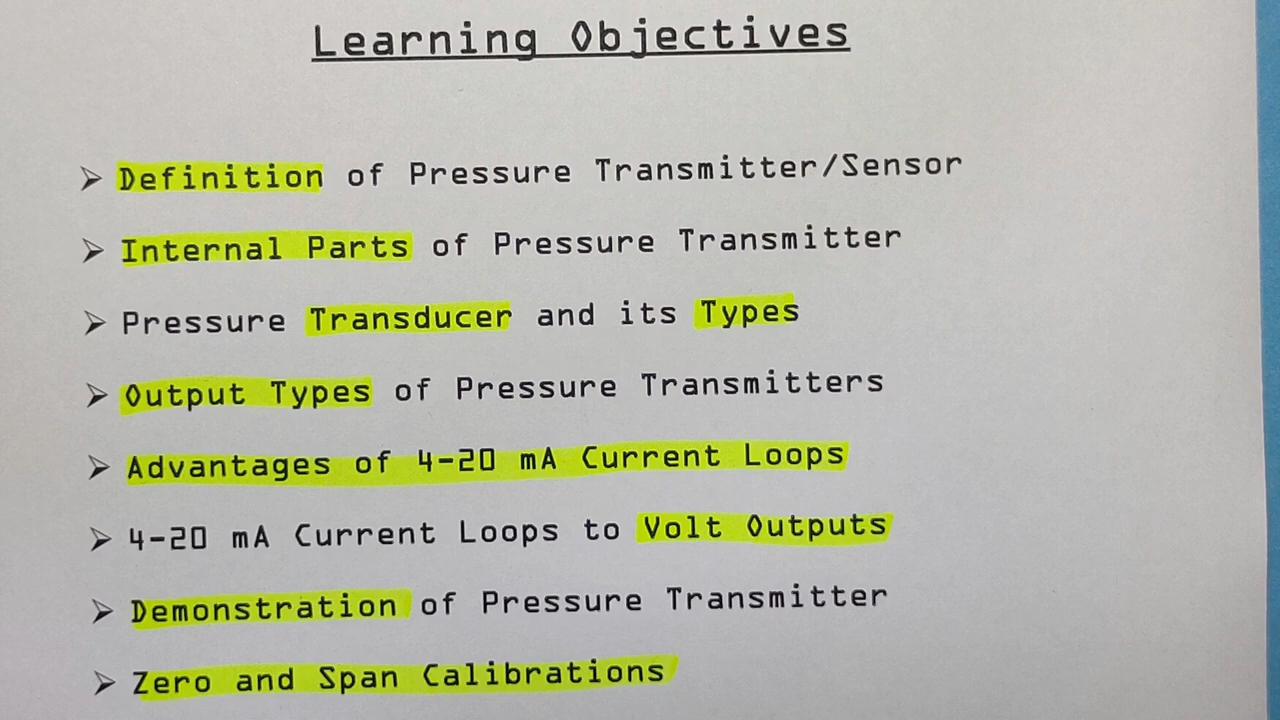 Learning Objectives
➢ Definition of Pressure Transmitter/Sensor
➢ Internal Parts of Pressure Transmitter
➢ Pressure Transducer and its Types
➢ Output Types of Pressure Transmitters
➢ Advantages of 4-20 mA Current Loops
➢ 4-20 mA Current Loops to Volt Outputs
➢ Demonstration of Pressure Transmitter
➢ Zero and Span Calibrations